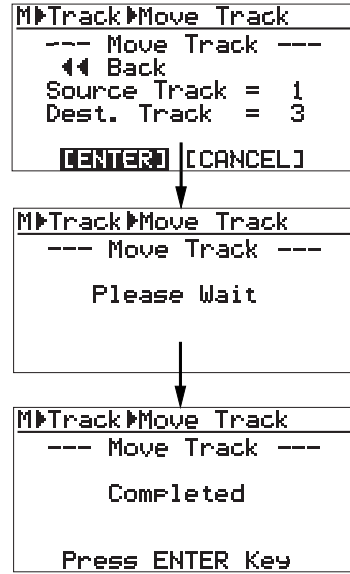 M▶Track▶Move Track
--- Move Track ---
◀◀ Back
Source Track = 1
Dest. Track = 3
[ENTER] [CANCEL]
M▶Track▶Move Track
--- Move Track ---
Please Wait
M▶Track▶Move Track
--- Move Track ---
Completed
Press ENTER Key